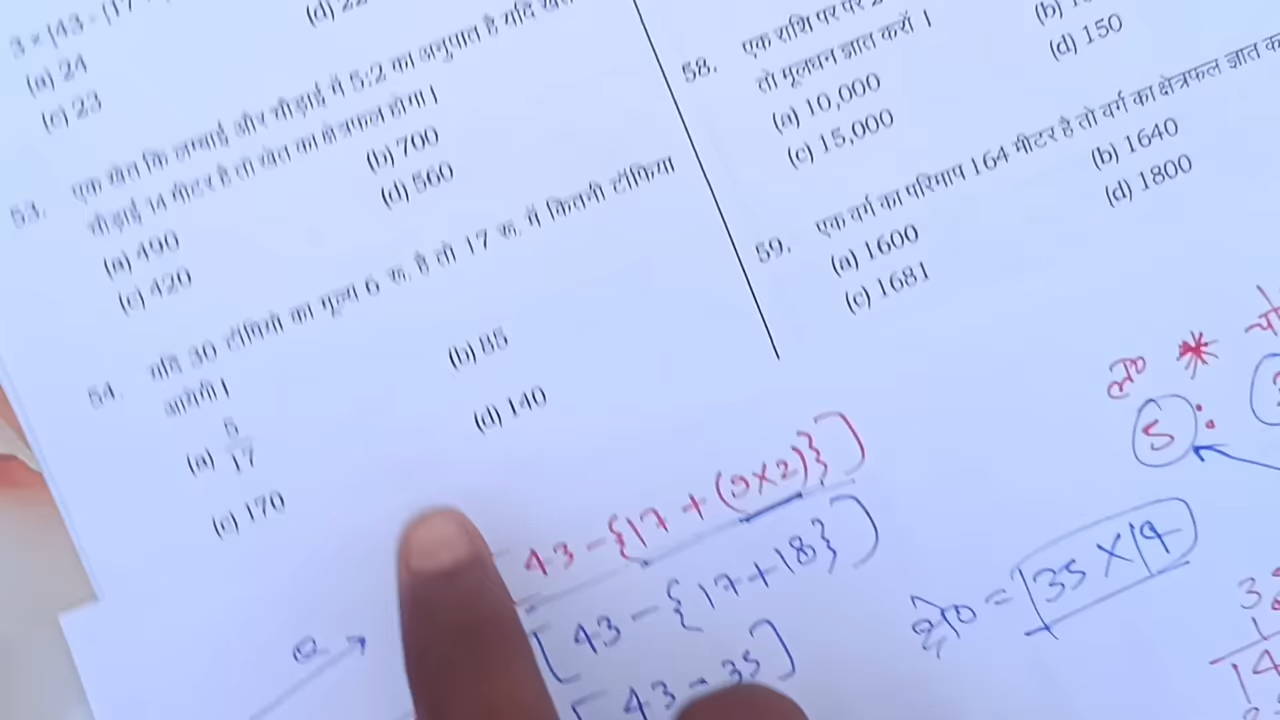 3 × [43 - {17
(a) 24
(d) 22
(c) 23
53. एक खेत कि लम्बाई और चौड़ाई में 5:2 का अनुपात है यदि खेत
चौड़ाई 14 मीटर है तो खेत का क्षेत्रफल होगा।
(a) 490
(b) 700
(c) 420
(d) 560
54. यदि 30 टॉफियो का मूल्य 6 रू. है तो 17 रू. में कितनी टॉफिया
आयेगी।
(a) 5/17
(b) 85
(c) 170
(d) 140
58. एक राशि पर
तो मूलधन ज्ञात करों।
(a) 10,000
(b)
(c) 15,000
(d) 150
59. एक वर्ग का परिमाप 164 मीटर है तो वर्ग का क्षेत्रफल ज्ञात
(a) 1600
(b) 1640
(c) 1681
(d) 1800
43 - {17 + (9×2)}]
[43 - {17+18}]
[43 - 35]
ल० * चौ
5 :
= 35 × 14
14